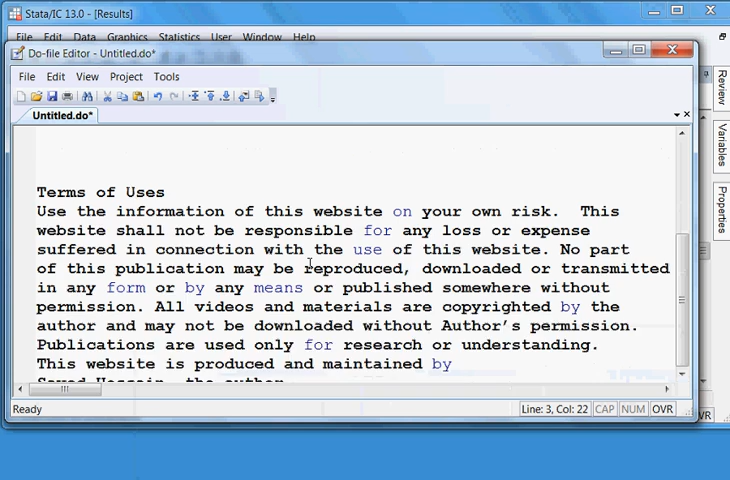 Stata/IC 13.0 - [Results]
File Edit Data Graphics Statistics User Window Help
Do-file Editor - Untitled.do*
File Edit View Project Tools
Untitled.do*
Review
Variables
Properties
Terms of Uses
Use the information of this website on your own risk.  This
website shall not be responsible for any loss or expense
suffered in connection with the use of this website. No part
of this publication may be reproduced, downloaded or transmitted
in any form or by any means or published somewhere without
permission. All videos and materials are copyrighted by the
author and may not be downloaded without Author's permission.
Publications are used only for research or understanding.
This website is produced and maintained by
Sayed Hossain, the author
Ready
Line: 3, Col: 22 CAP NUM OVR
VR